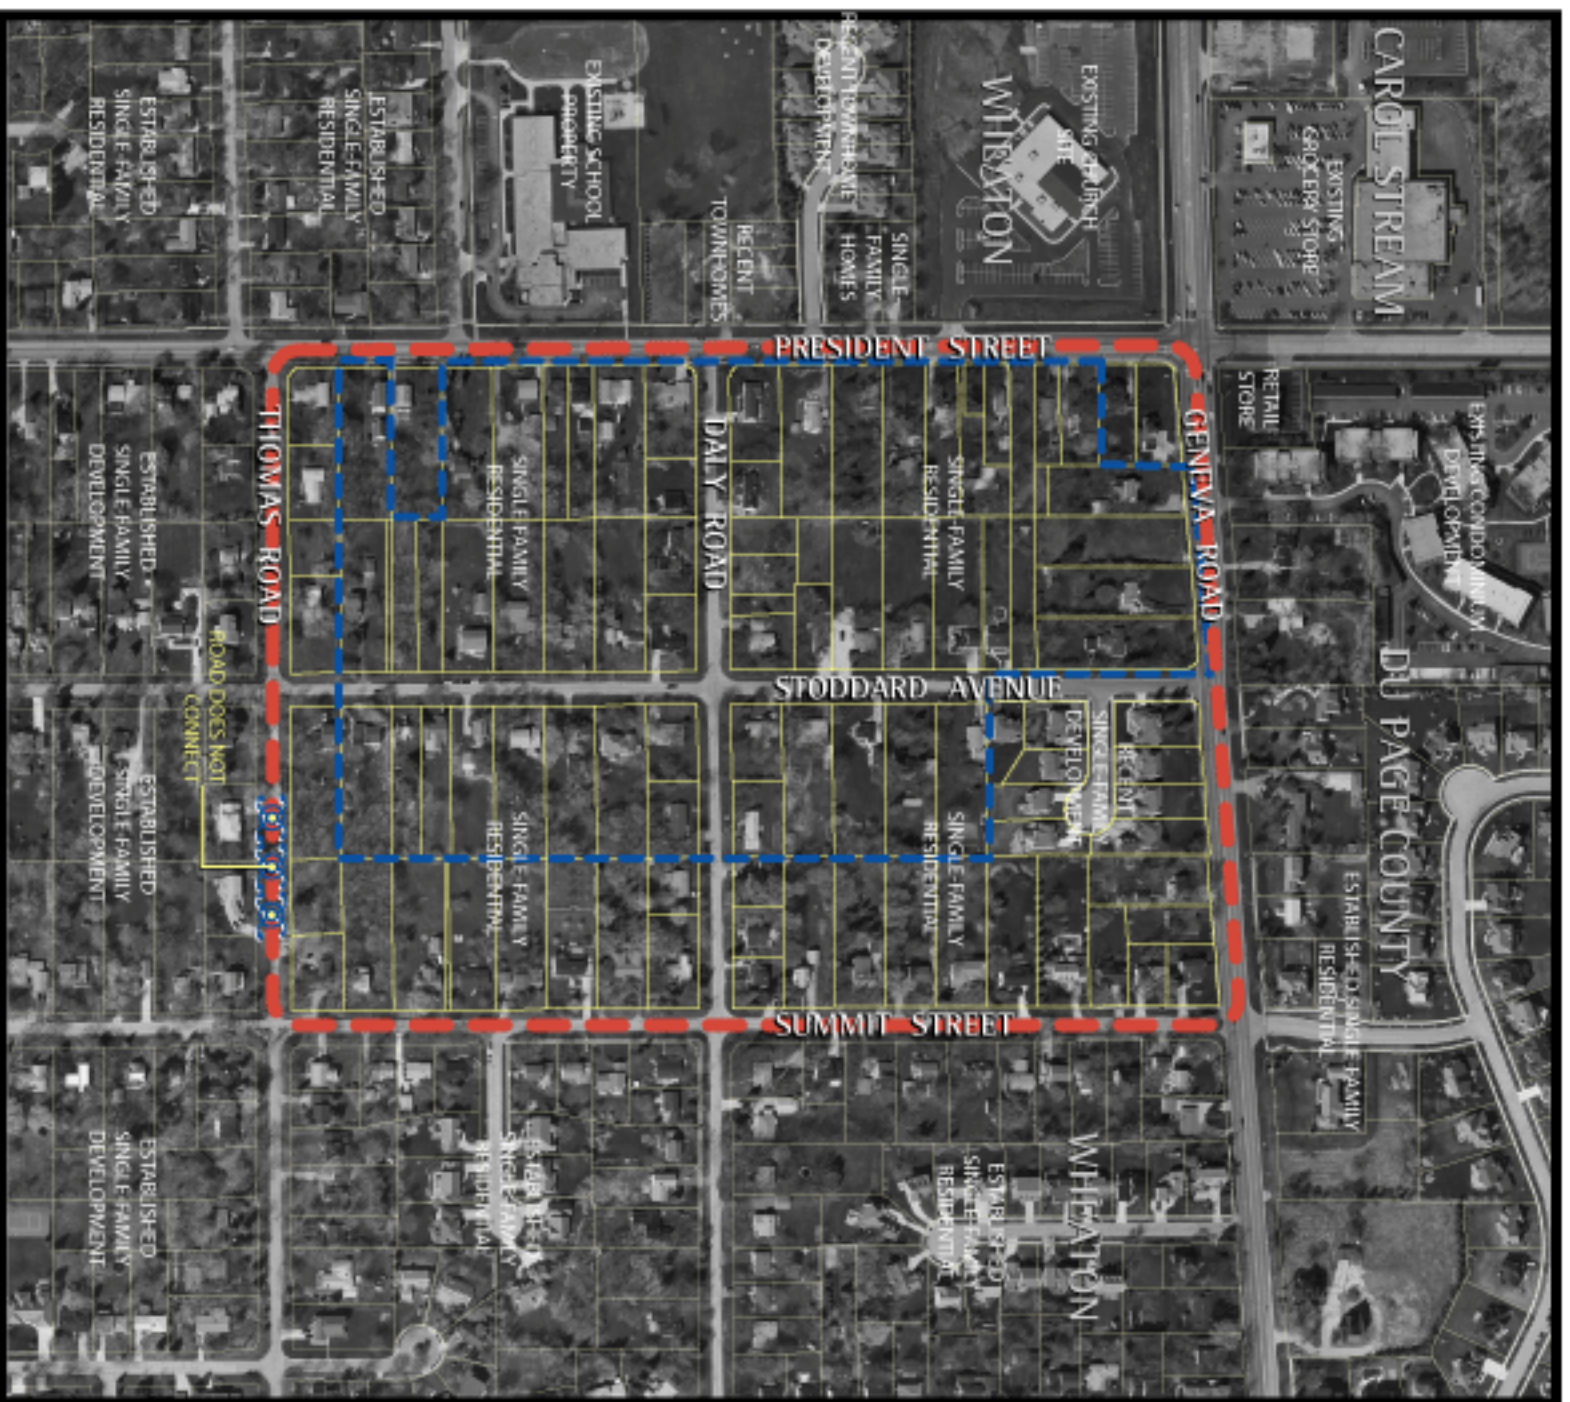 CAROL STREAM
EXISTING
GROCERY STORE
EXISTING CHURCH
SITE
WHEATON
RECENT TOWNHOME
DEVELOPMENT
SINGLE-
FAMILY
HOMES
RECENT
TOWNHOMES
EXISTING SCHOOL
PROPERTY
ESTABLISHED
SINGLE-FAMILY
RESIDENTIAL
ESTABLISHED
SINGLE-FAMILY
RESIDENTIAL
PRESIDENT STREET
RETAIL
STORE
EXISTING CONDOMINIUM
DEVELOPMENT
GENEVA ROAD
SINGLE-FAMILY
RESIDENTIAL
DALY ROAD
SINGLE-FAMILY
RESIDENTIAL
THOMAS ROAD
ESTABLISHED
SINGLE-FAMILY
DEVELOPMENT
STODDARD AVENUE
DU PAGE COUNTY
RECENT
SINGLE-FAMILY
DEVELOPMENT
SINGLE-FAMILY
RESIDENTIAL
SINGLE-FAMILY
RESIDENTIAL
ROAD DOES NOT
CONNECT
ESTABLISHED
SINGLE-FAMILY
DEVELOPMENT
ESTABLISHED SINGLE-FAMILY
RESIDENTIAL
SUMMIT STREET
WHEATON
ESTABLISHED
SINGLE-FAMILY
RESIDENTIAL
ESTABLISHED
SINGLE-FAMILY
RESIDENTIAL
ESTABLISHED
SINGLE-FAMILY
DEVELOPMENT